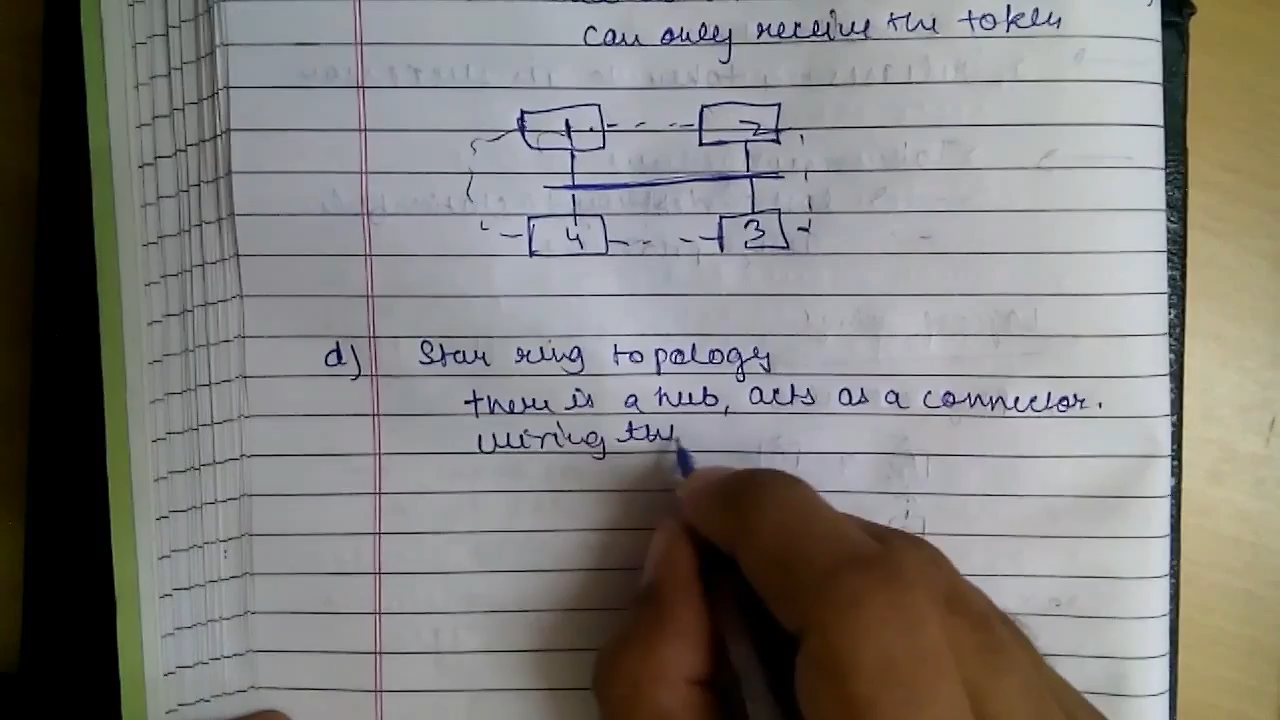 can only receive the token
1 2
4 3
d) Star ring topology
there is a hub, acts as a connector.
wiring the